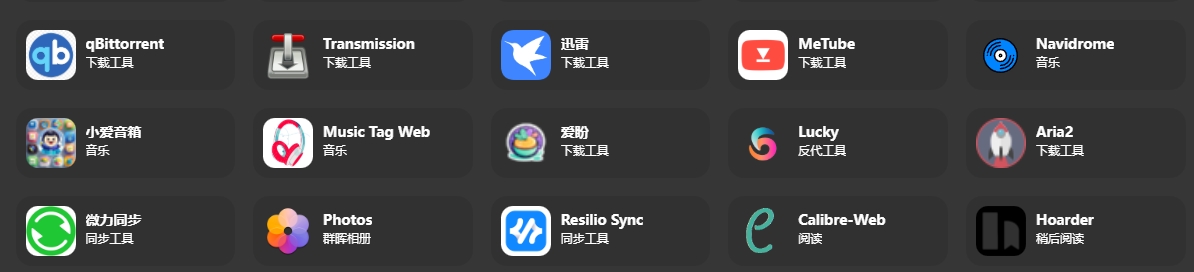 qBittorrent
下载工具
Transmission
下载工具
迅雷
下载工具
MeTube
下载工具
Navidrome
音乐
小爱音箱
音乐
Music Tag Web
音乐
爱盼
下载工具
Lucky
反代工具
Aria2
下载工具
微力同步
同步工具
Photos
群晖相册
Resilio Sync
同步工具
Calibre-Web
阅读
Hoarder
稍后阅读